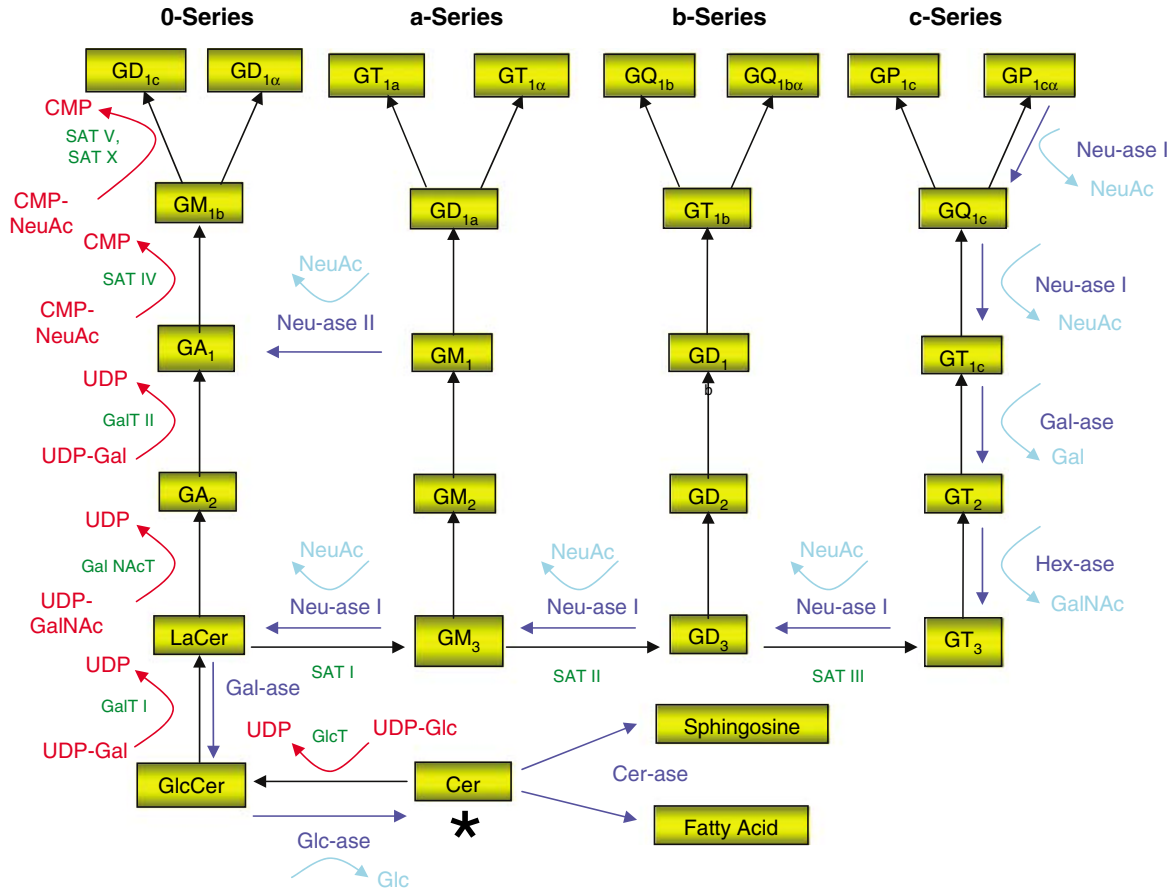 0-Series
a-Series
b-Series
c-Series
GD1c
GD1α
GT1a
GT1α
GQ1b
GQ1bα
GP1c
GP1cα
CMP
SAT V,
SAT X
CMP-
NeuAc
GM1b
GD1a
GT1b
GQ1c
Neu-ase I
NeuAc
CMP
SAT IV
CMP-
NeuAc
NeuAc
Neu-ase II
Neu-ase I
NeuAc
GA1
GM1
GD1
b
GT1c
UDP
GalT II
UDP-Gal
Gal-ase
Gal
GA2
GM2
GD2
GT2
UDP
Gal NAcT
UDP-
GalNAc
NeuAc
Neu-ase I
NeuAc
Neu-ase I
NeuAc
Neu-ase I
Hex-ase
GalNAc
LaCer
GM3
GD3
GT3
SAT I
SAT II
SAT III
UDP
GalT I
UDP-Gal
Gal-ase
UDP
GlcT
UDP-Glc
Sphingosine
GlcCer
Cer
Cer-ase
*
Fatty Acid
Glc-ase
Glc